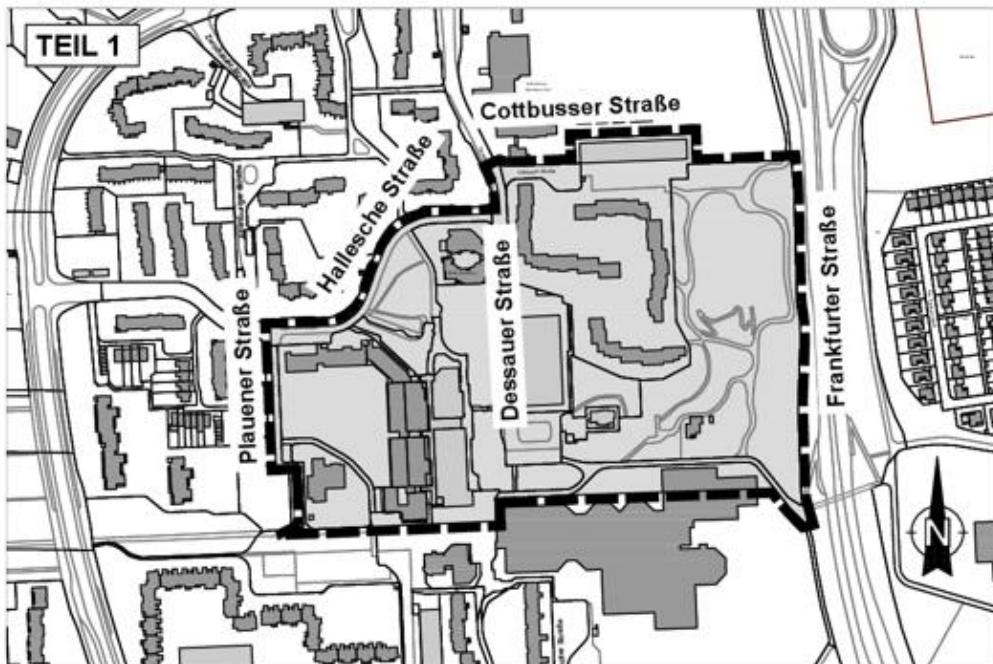 TEIL 1
Cottbusser Straße
Hallesche Straße
Plauener Straße
Dessauer Straße
Frankfurter Straße
N